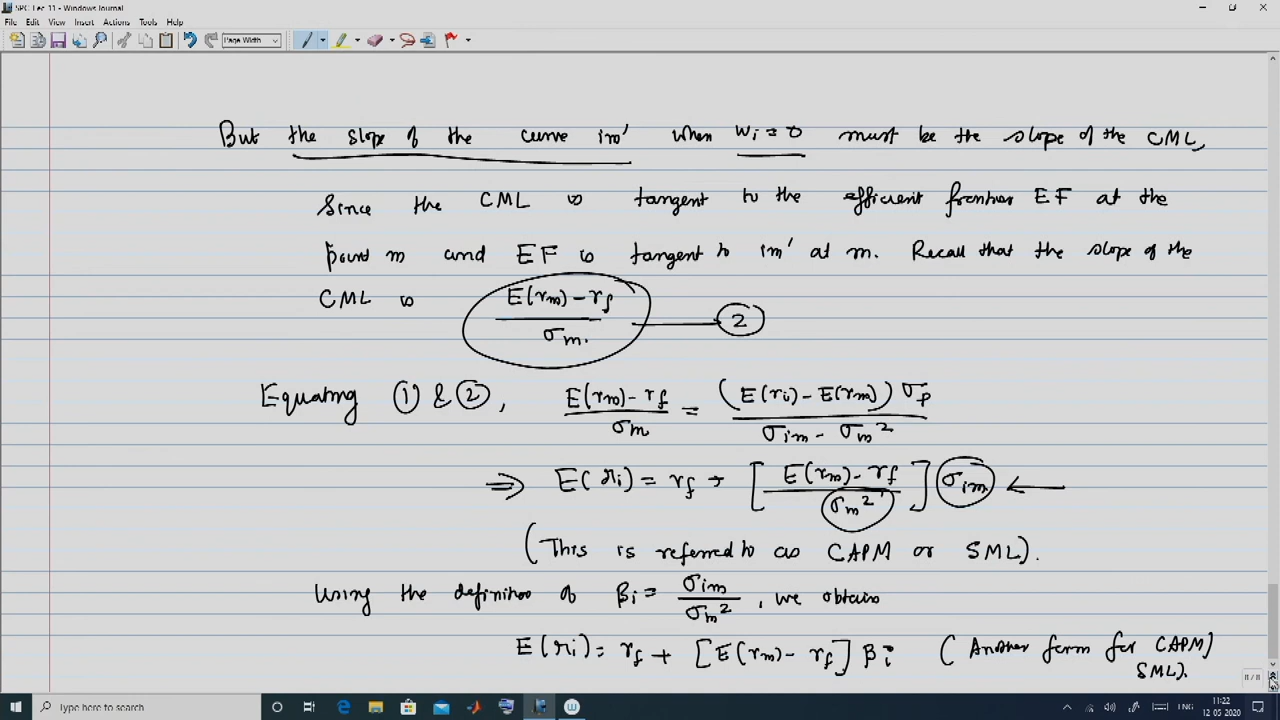 SPC Lec 11 - Windows Journal
File Edit View Insert Actions Tools Help
Page Width
But the slope of the curve im' when wi = 0 must be the slope of the CML,
Since the CML is tangent to the efficient frontier EF at the
point m and EF is tangent to im' at m. Recall that the slope of the
CML is (E(rm) - rf) / σm. ② 
Equating ① & ②, (E(rm) - rf) / σm = (E(ri) - E(rm)) σp / (σim - σm²)
⇒ E(ri) = rf + [(E(rm) - rf) / σm²] σim ←
(This is referred to as CAPM or SML).
Using the definition of βi = σim / σm², we obtain
E(ri) = rf + [E(rm) - rf] βi (Another form for CAPM/
SML).
8/8
Type here to search
ENG
11:22
12-05-2020